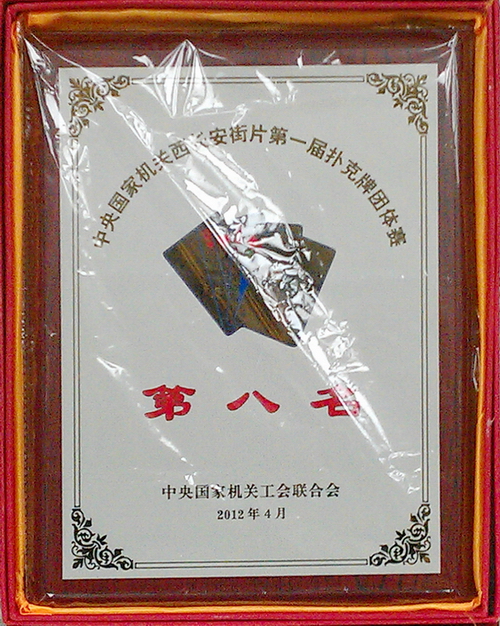 中央国家机关西长安街片第一届扑克牌团体赛
第八名
中央国家机关工会联合会
2012年4月